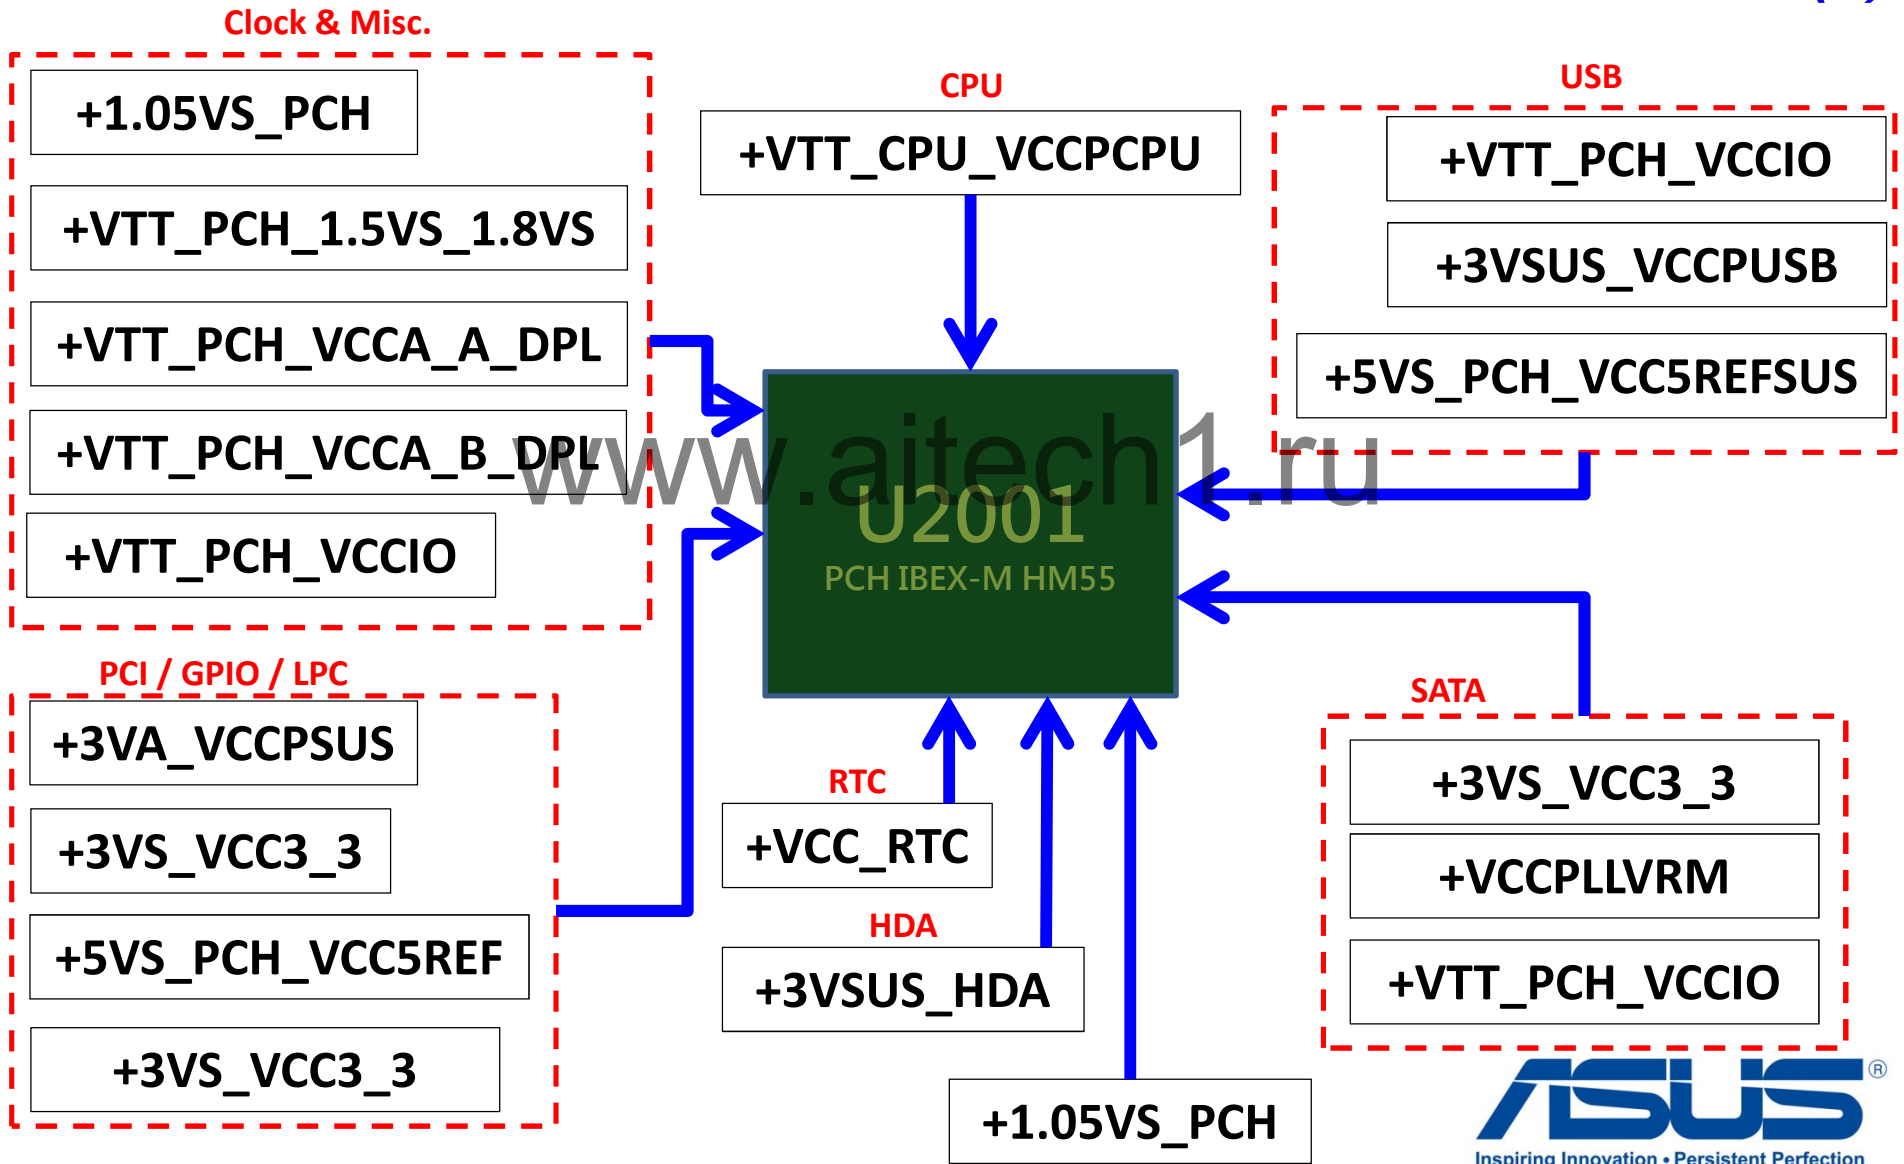 Clock & Misc.
+1.05VS_PCH
+VTT_PCH_1.5VS_1.8VS
+VTT_PCH_VCCA_A_DPL
+VTT_PCH_VCCA_B_DPL
+VTT_PCH_VCCIO
PCI / GPIO / LPC
+3VA_VCCPSUS
+3VS_VCC3_3
+5VS_PCH_VCC5REF
+3VS_VCC3_3
CPU
+VTT_CPU_VCCPCPU
www.aitech1.ru
U2001
PCH IBEX-M HM55
RTC
+VCC_RTC
HDA
+3VSUS_HDA
+1.05VS_PCH
USB
+VTT_PCH_VCCIO
+3VSUS_VCCPUSB
+5VS_PCH_VCC5REFSUS
SATA
+3VS_VCC3_3
+VCCPLLVRM
+VTT_PCH_VCCIO
ASUS®
Inspiring Innovation • Persistent Perfection